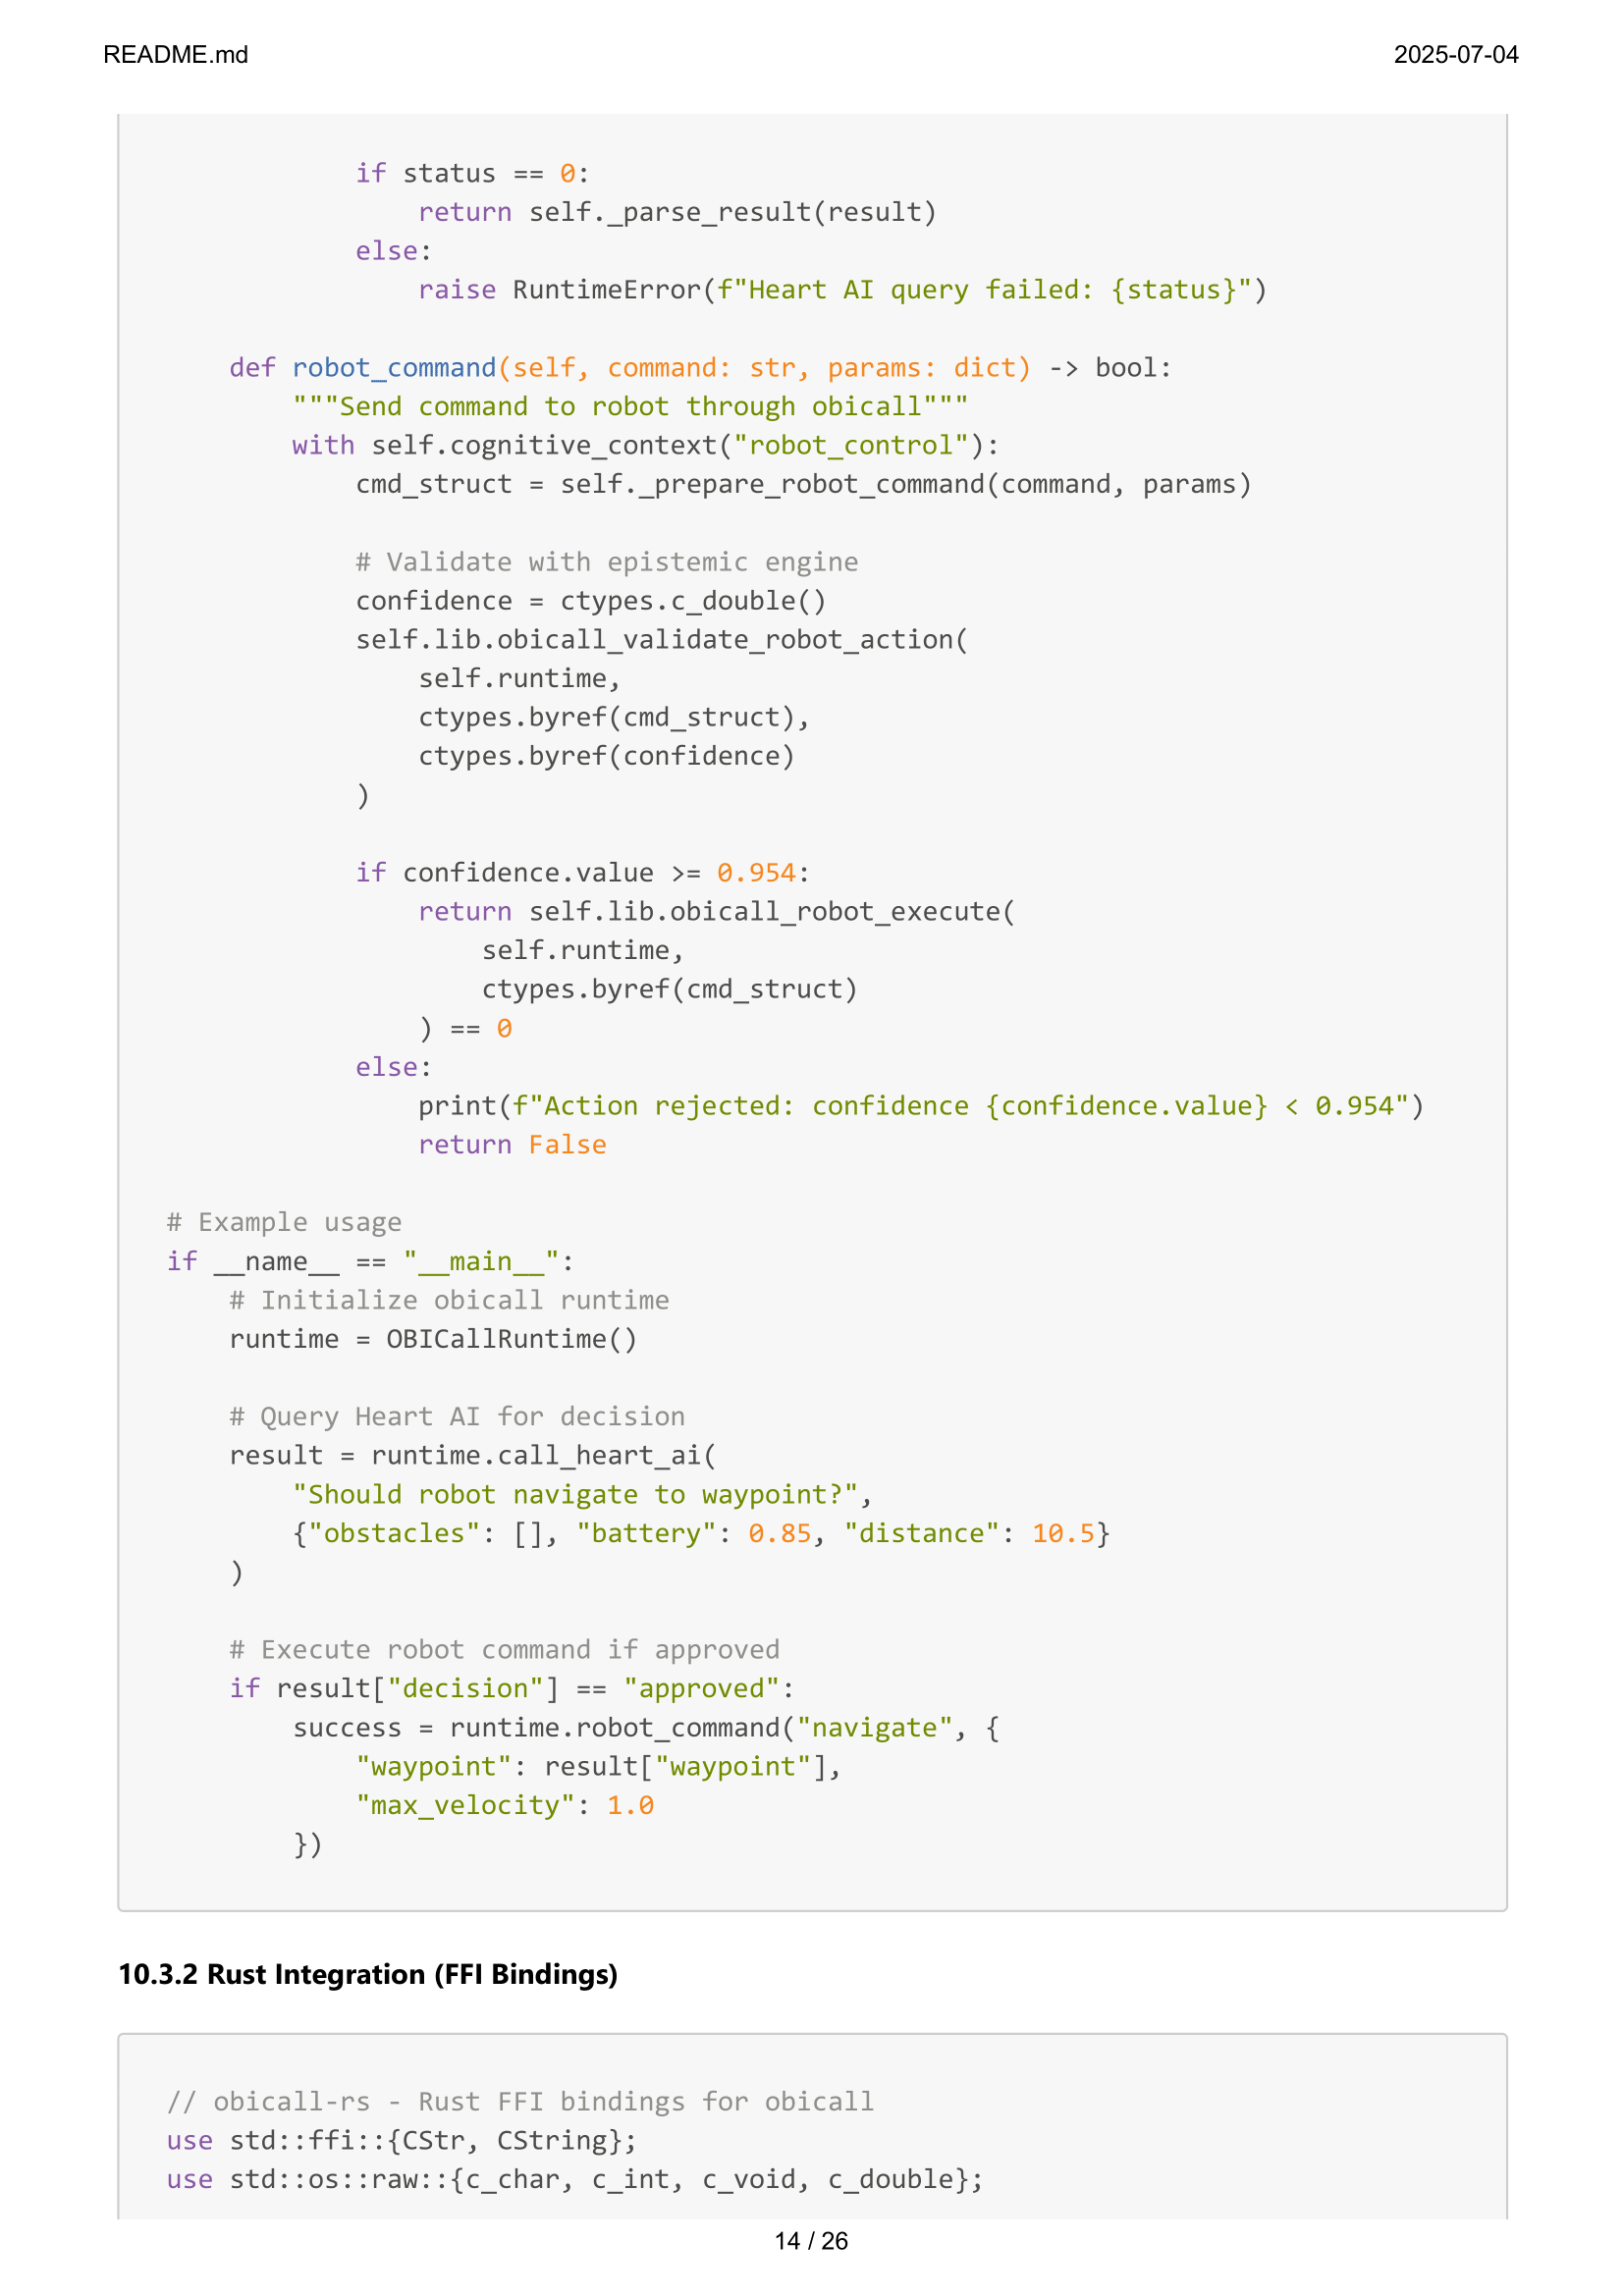 README.md
2025-07-04
if status == 0:
return self._parse_result(result)
else:
raise RuntimeError(f"Heart AI query failed: {status}")
def robot_command(self, command: str, params: dict) -> bool:
"""Send command to robot through obicall"""
with self.cognitive_context("robot_control"):
cmd_struct = self._prepare_robot_command(command, params)
# Validate with epistemic engine
confidence = ctypes.c_double()
self.lib.obicall_validate_robot_action(
self.runtime,
ctypes.byref(cmd_struct),
ctypes.byref(confidence)
)
if confidence.value >= 0.954:
return self.lib.obicall_robot_execute(
self.runtime,
ctypes.byref(cmd_struct)
) == 0
else:
print(f"Action rejected: confidence {confidence.value} < 0.954")
return False
# Example usage
if __name__ == "__main__":
# Initialize obicall runtime
runtime = OBICallRuntime()
# Query Heart AI for decision
result = runtime.call_heart_ai(
"Should robot navigate to waypoint?",
{"obstacles": [], "battery": 0.85, "distance": 10.5}
)
# Execute robot command if approved
if result["decision"] == "approved":
success = runtime.robot_command("navigate", {
"waypoint": result["waypoint"],
"max_velocity": 1.0
})
10.3.2 Rust Integration (FFI Bindings)
// obicall-rs - Rust FFI bindings for obicall
use std::ffi::{CStr, CString};
use std::os::raw::{c_char, c_int, c_void, c_double};
14 / 26